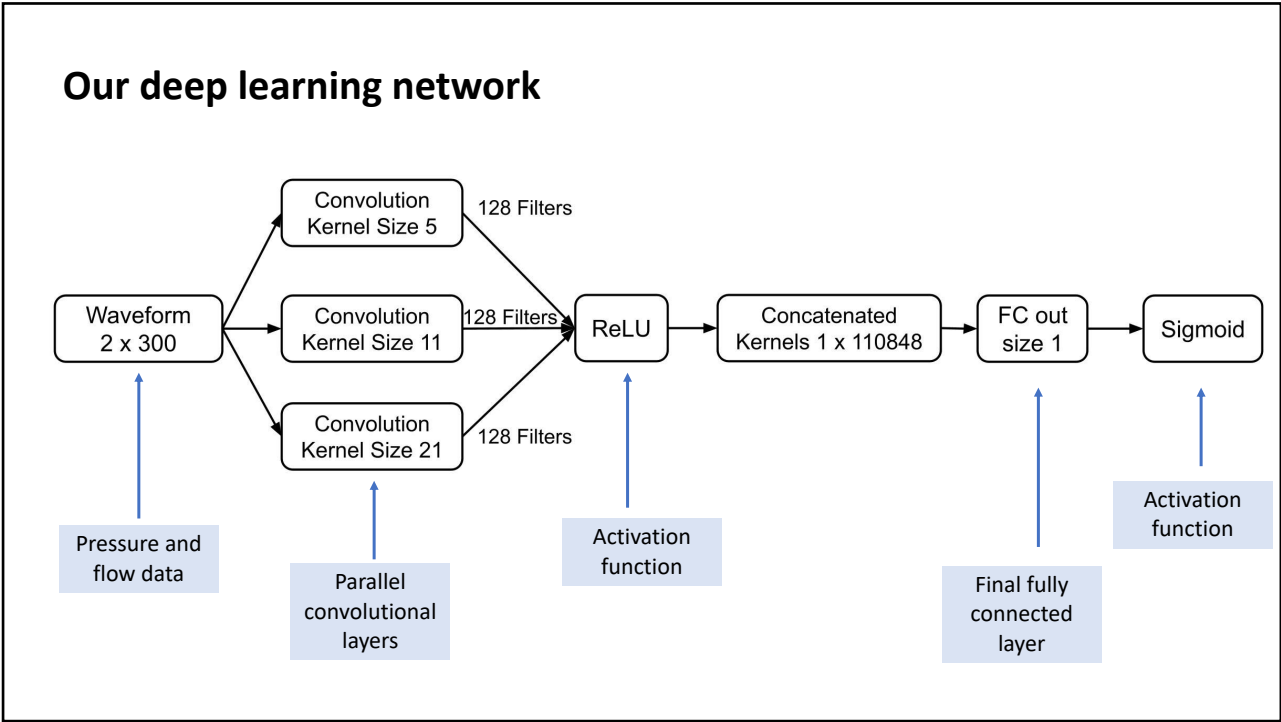 Our deep learning network
Convolution
Kernel Size 5
128 Filters
Waveform
2 x 300
Convolution
Kernel Size 11
128 Filters
ReLU
Concatenated
Kernels 1 x 110848
FC out
size 1
Sigmoid
Convolution
Kernel Size 21
128 Filters
Pressure and
flow data
Parallel
convolutional
layers
Activation
function
Final fully
connected
layer
Activation
function